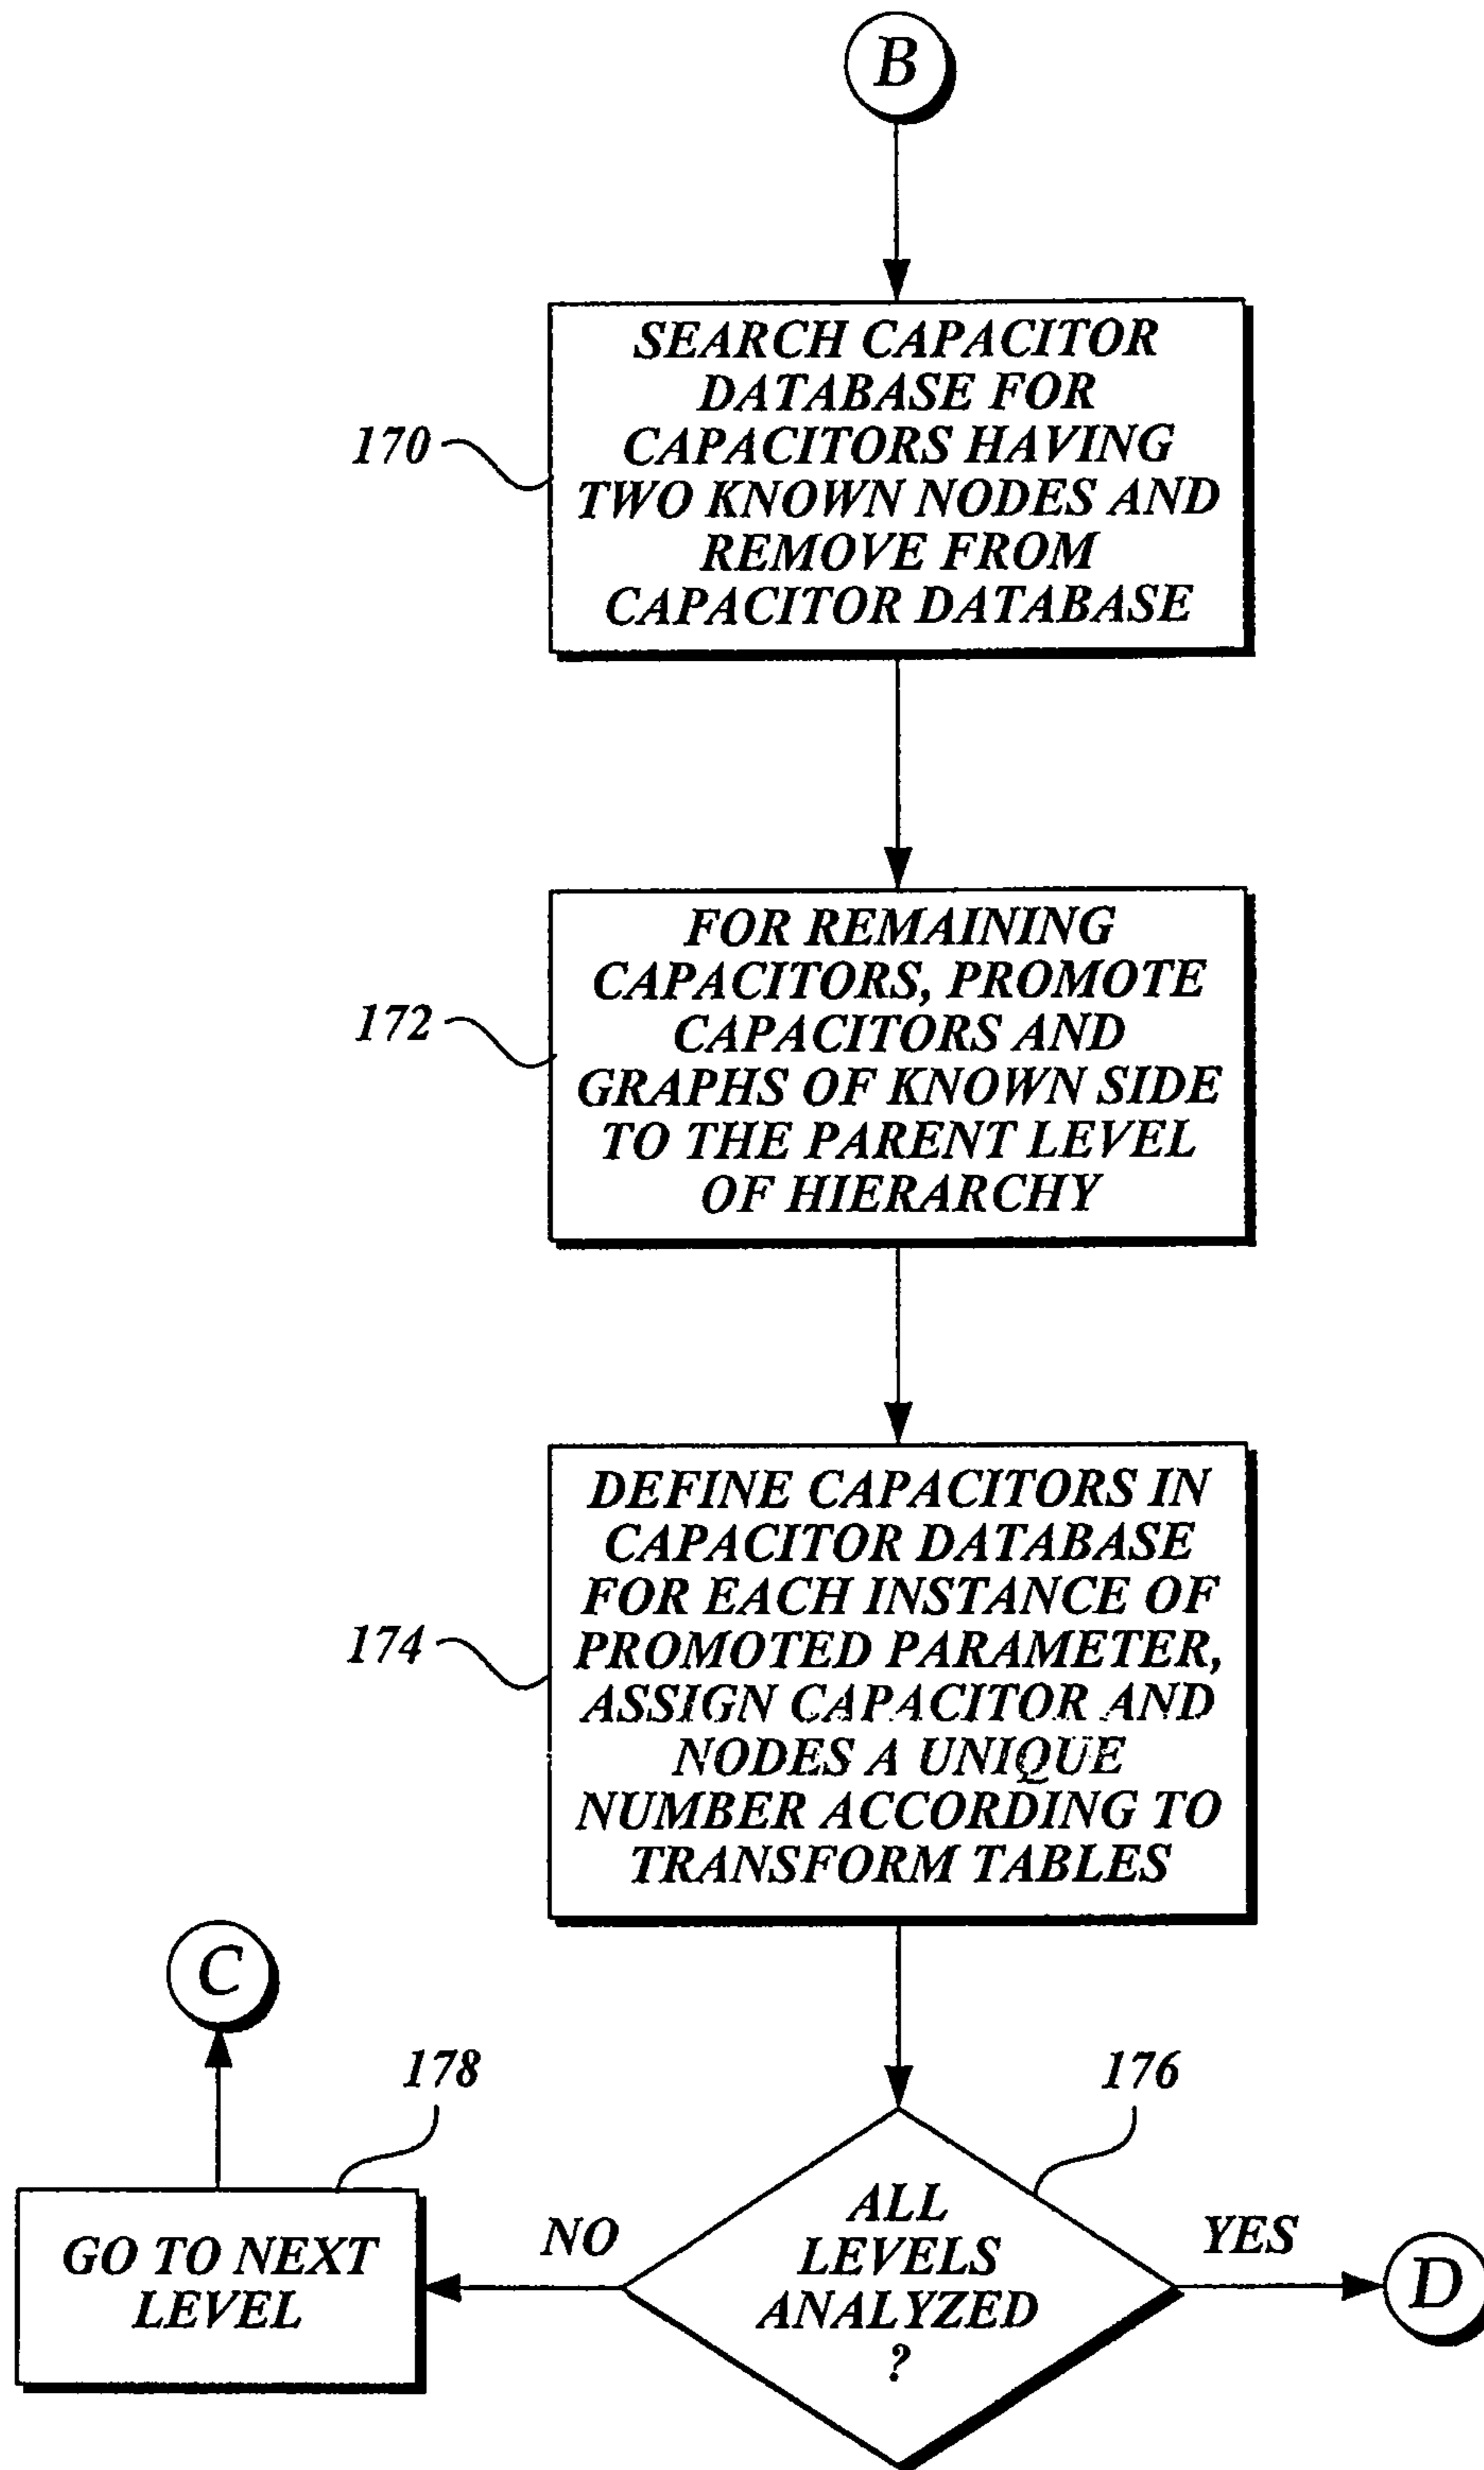 B
SEARCH CAPACITOR
DATABASE FOR
CAPACITORS HAVING
TWO KNOWN NODES AND
REMOVE FROM
CAPACITOR DATABASE
170
FOR REMAINING
CAPACITORS, PROMOTE
CAPACITORS AND
GRAPHS OF KNOWN SIDE
TO THE PARENT LEVEL
OF HIERARCHY
172
DEFINE CAPACITORS IN
CAPACITOR DATABASE
FOR EACH INSTANCE OF
PROMOTED PARAMETER,
ASSIGN CAPACITOR AND
NODES A UNIQUE
NUMBER ACCORDING TO
TRANSFORM TABLES
174
C
178
176
GO TO NEXT
LEVEL
NO
ALL
LEVELS
ANALYZED
?
YES
D